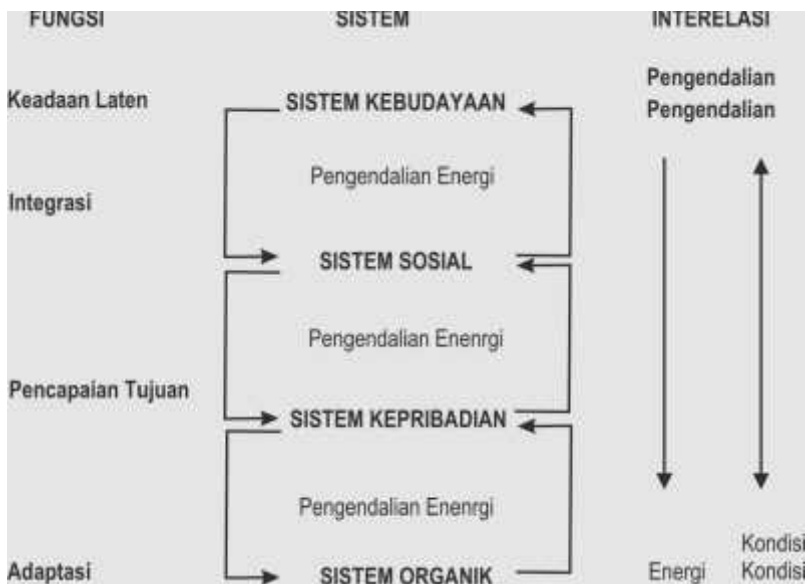 FUNGSI SISTEM INTERELASI
Pengendalian
Keadaan Laten SISTEM KEBUDAYAAN Pengendalian
Pengendalian Energi
Integrasi
SISTEM SOSIAL
Pengendalian Enenrgi
Pencapaian Tujuan
SISTEM KEPRIBADIAN
Pengendalian Enenrgi
Kondisi
Adaptasi SISTEM ORGANIK Energi Kondisi